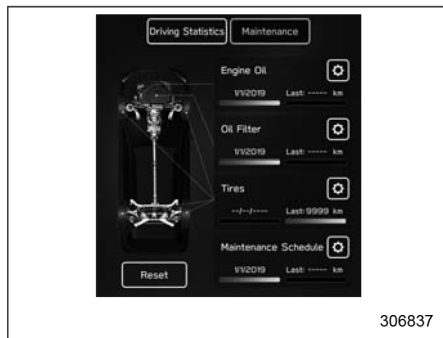 Driving Statistics Maintenance
Engine Oil
1/1/2019 Last: ----- km
Oil Filter
1/1/2019 Last: ----- km
Tires
--/--/---- Last:9999 km
Maintenance Schedule
1/1/2019 Last: ----- km
Reset
306837